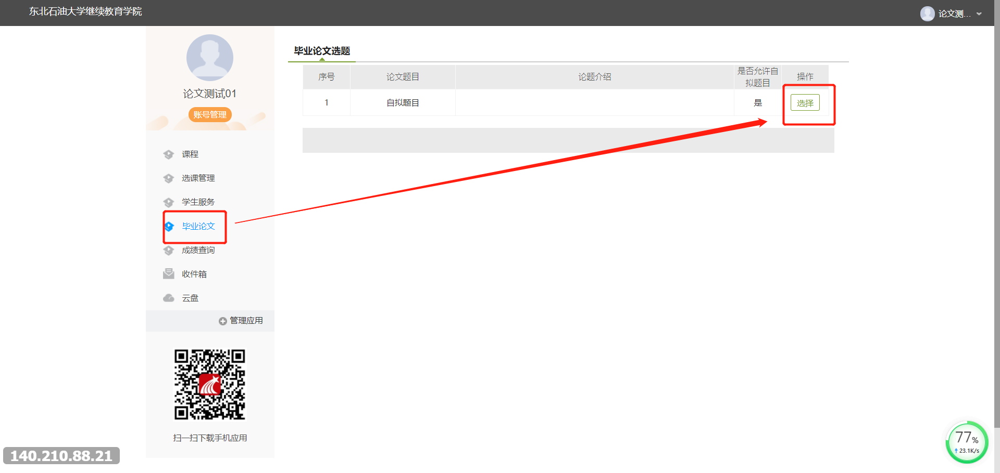 东北石油大学继续教育学院
论文测...
论文测试01
账号管理
课程
选课管理
学生服务
毕业论文
成绩查询
收件箱
云盘
管理应用
扫一扫下载手机应用
毕业论文选题
序号 论文题目 论题介绍 是否允许自拟题目 操作
1 自拟题目 是 选择
77%
23.1K/s
140.210.88.21